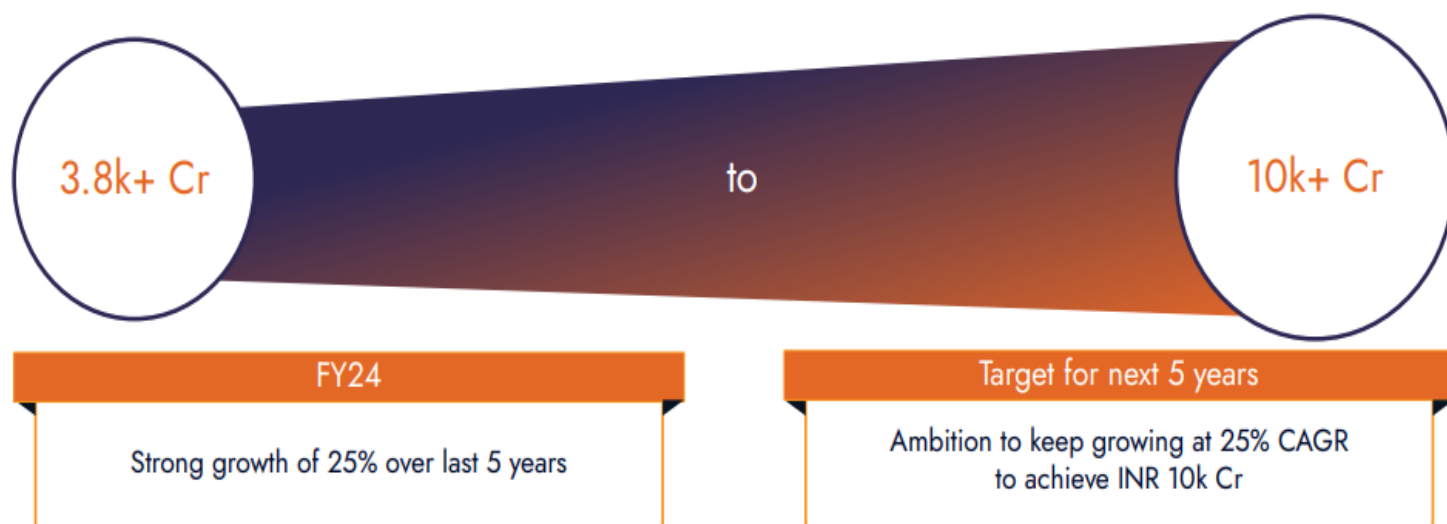 3.8k+ Cr
to
10k+ Cr
FY24
Strong growth of 25% over last 5 years
Target for next 5 years
Ambition to keep growing at 25% CAGR
to achieve INR 10k Cr